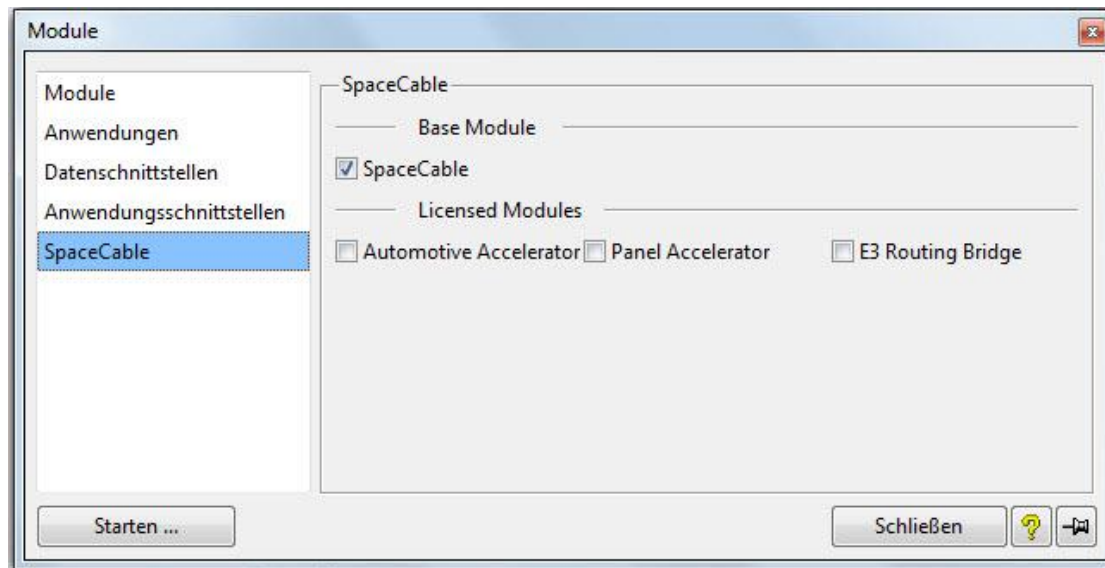 Module
Module
Anwendungen
Datenschnittstellen
Anwendungsschnittstellen
SpaceCable
SpaceCable
Base Module
SpaceCable
Licensed Modules
Automotive Accelerator Panel Accelerator E3 Routing Bridge
Starten ...
Schließen